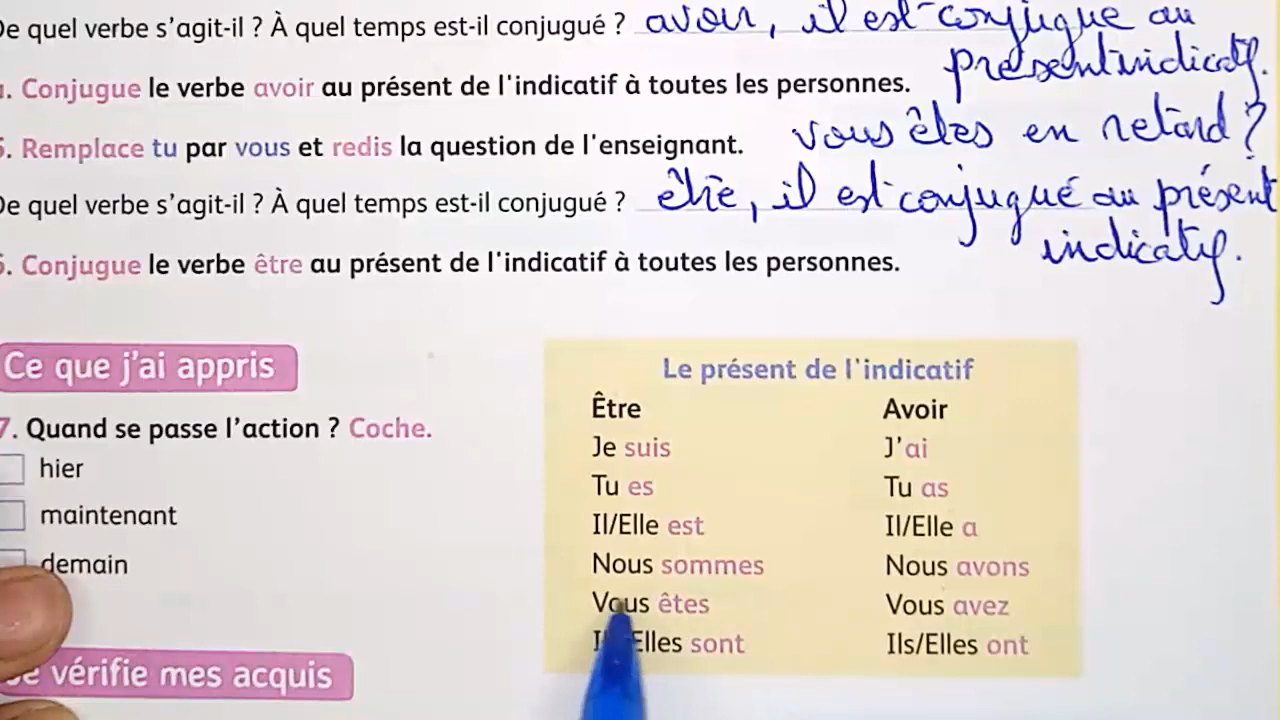 De quel verbe s'agit-il ? À quel temps est-il conjugué ? avoir, il est conjugué au
présent indicatif.
. Conjugue le verbe avoir au présent de l'indicatif à toutes les personnes.
5. Remplace tu par vous et redis la question de l'enseignant. vous êtes en retard ?
De quel verbe s'agit-il ? À quel temps est-il conjugué ? être, il est conjugué au présent
indicatif.
6. Conjugue le verbe être au présent de l'indicatif à toutes les personnes.
Ce que j'ai appris
7. Quand se passe l'action ? Coche.
hier
maintenant
demain
Le présent de l'indicatif
Être Avoir
Je suis J'ai
Tu es Tu as
Il/Elle est Il/Elle a
Nous sommes Nous avons
Vous êtes Vous avez
Elles sont Ils/Elles ont
Je vérifie mes acquis